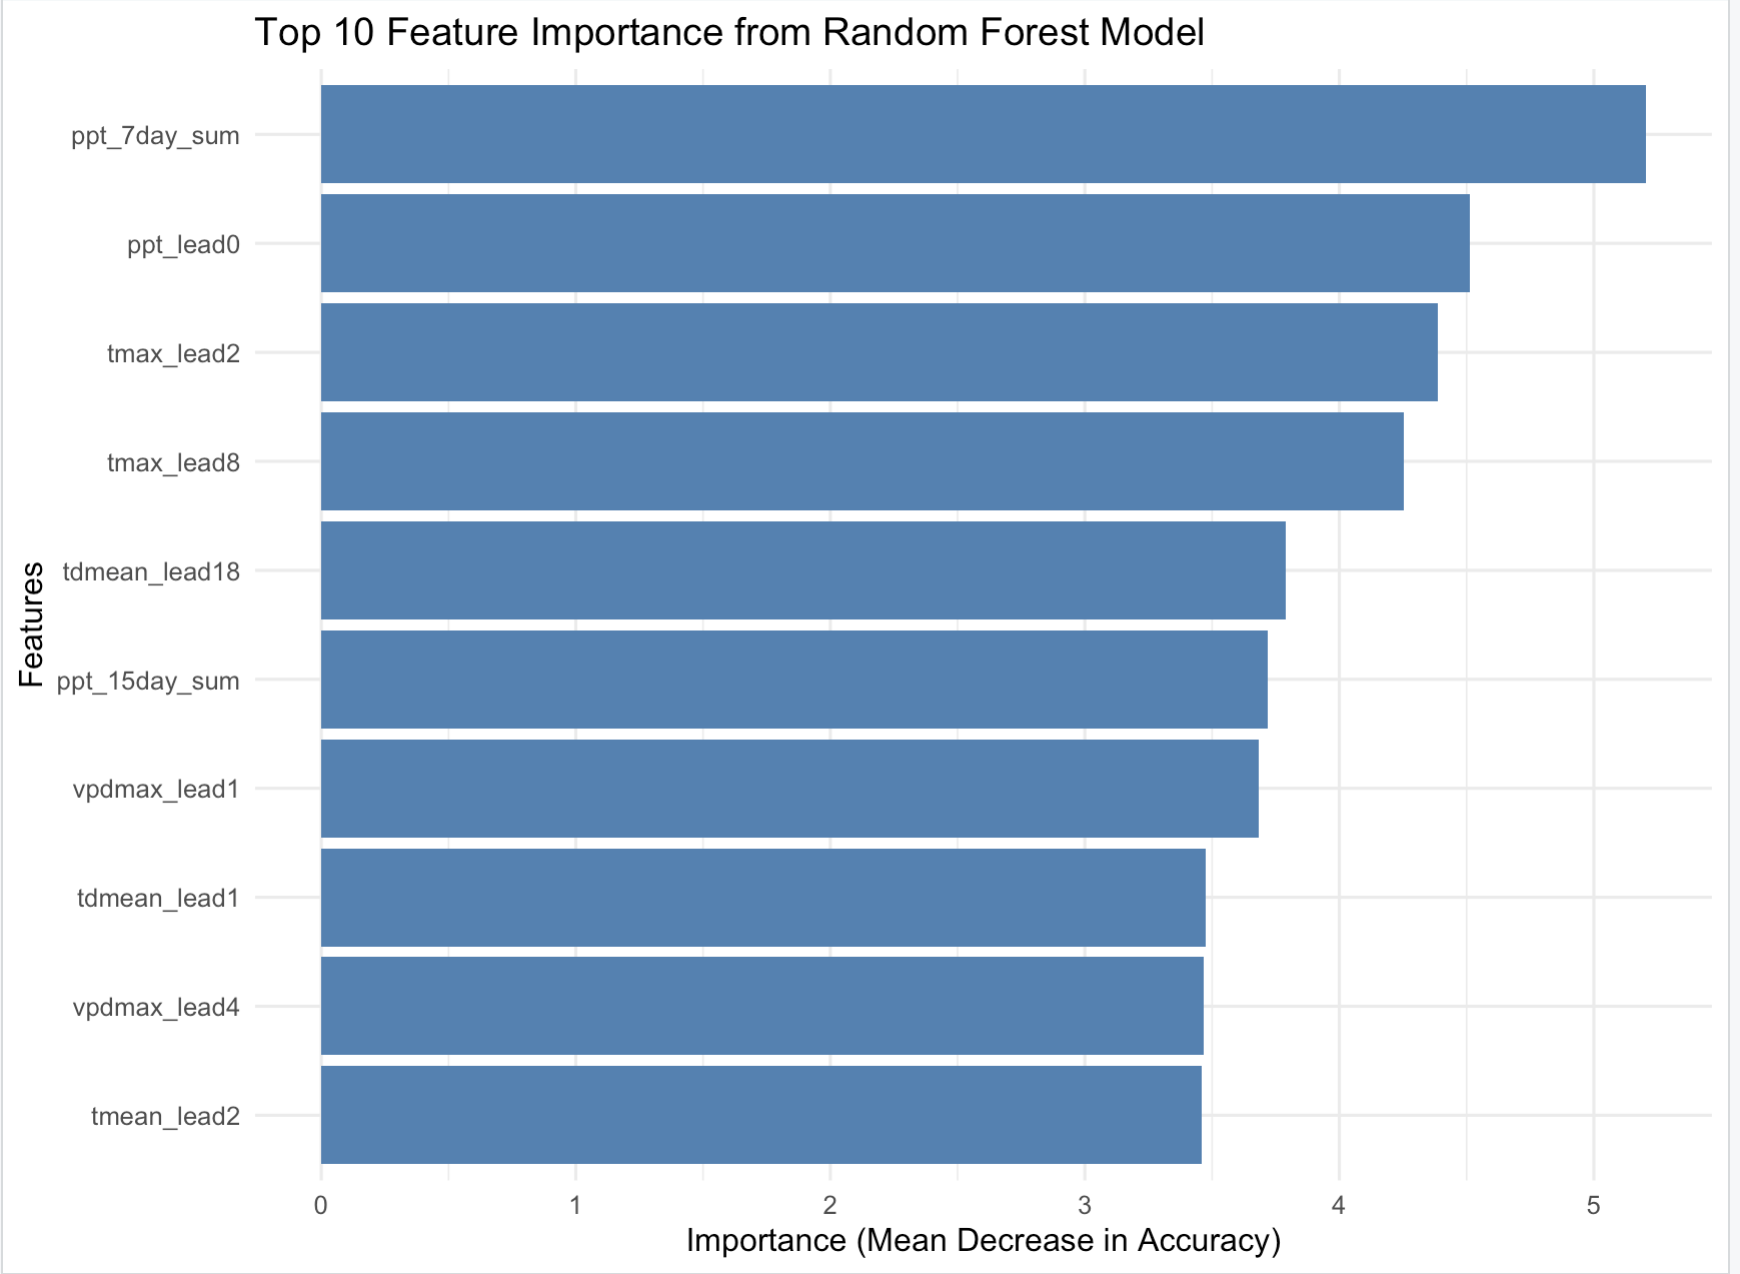 Top 10 Feature Importance from Random Forest Model
ppt_7day_sum
ppt_lead0
tmax_lead2
tmax_lead8
tdmean_lead18
ppt_15day_sum
vpdmax_lead1
tdmean_lead1
vpdmax_lead4
tmean_lead2
Features
0 1 2 3 4 5
Importance (Mean Decrease in Accuracy)